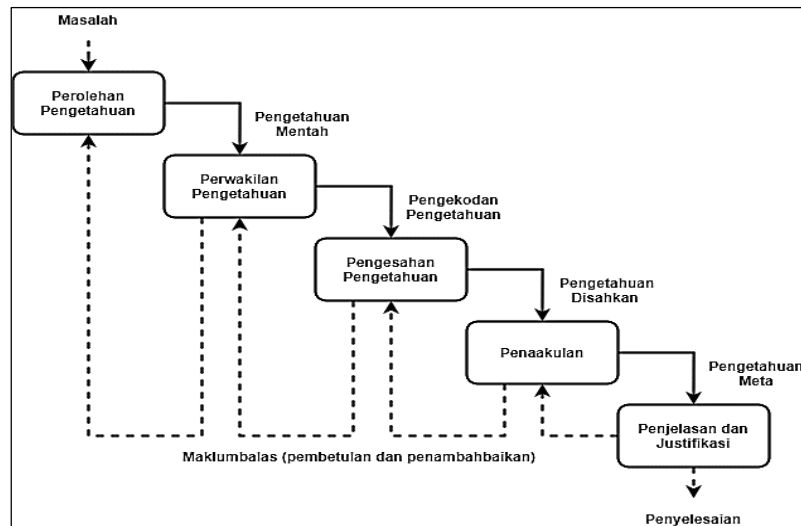 Masalah
Perolehan
Pengetahuan
Pengetahuan
Mentah
Perwakilan
Pengetahuan
Pengekodan
Pengetahuan
Pengesahan
Pengetahuan
Pengetahuan
Disahkan
Penaakulan
Pengetahuan
Meta
Penjelasan dan
Justifikasi
Maklumbalas (pembetulan dan penambahbaikan)
Penyelesaian